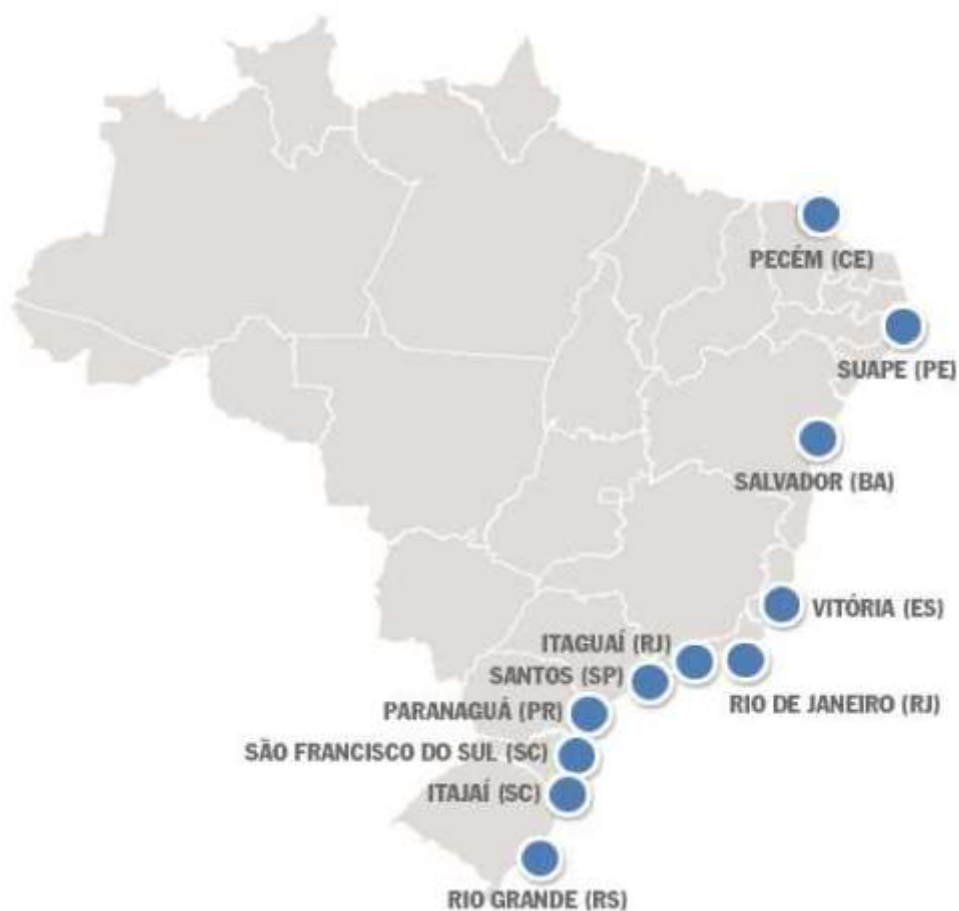 PECÉM (CE)
SUAPE (PE)
SALVADOR (BA)
VITÓRIA (ES)
ITAGUAÍ (RJ)
SANTOS (SP)
RIO DE JANEIRO (RJ)
PARANAGUÁ (PR)
SÃO FRANCISCO DO SUL (SC)
ITAJAÍ (SC)
RIO GRANDE (RS)